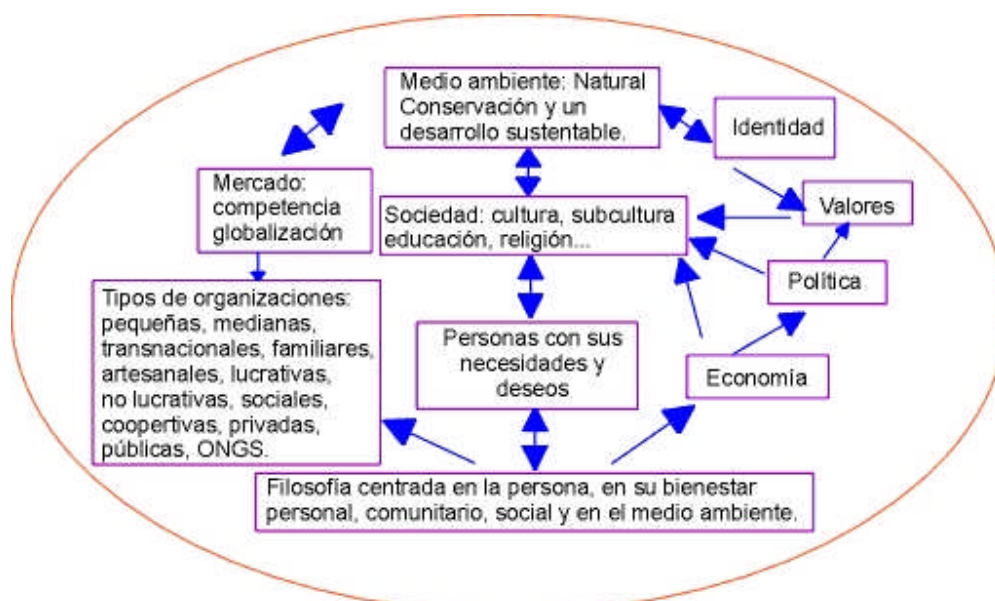 Medio ambiente: Natural
Conservación y un
desarrollo sustentable.
Identidad
Mercado:
competencia
globalización
Sociedad: cultura, subcultura
educación, religión...
Valores
Política
Tipos de organizaciones:
pequeñas, medianas,
transnacionales, familiares,
artesanales, lucrativas,
no lucrativas, sociales,
coopertivas, privadas,
públicas, ONGS.
Personas con sus
necesidades y
deseos
Economía
Filosofía centrada en la persona, en su bienestar
personal, comunitario, social y en el medio ambiente.